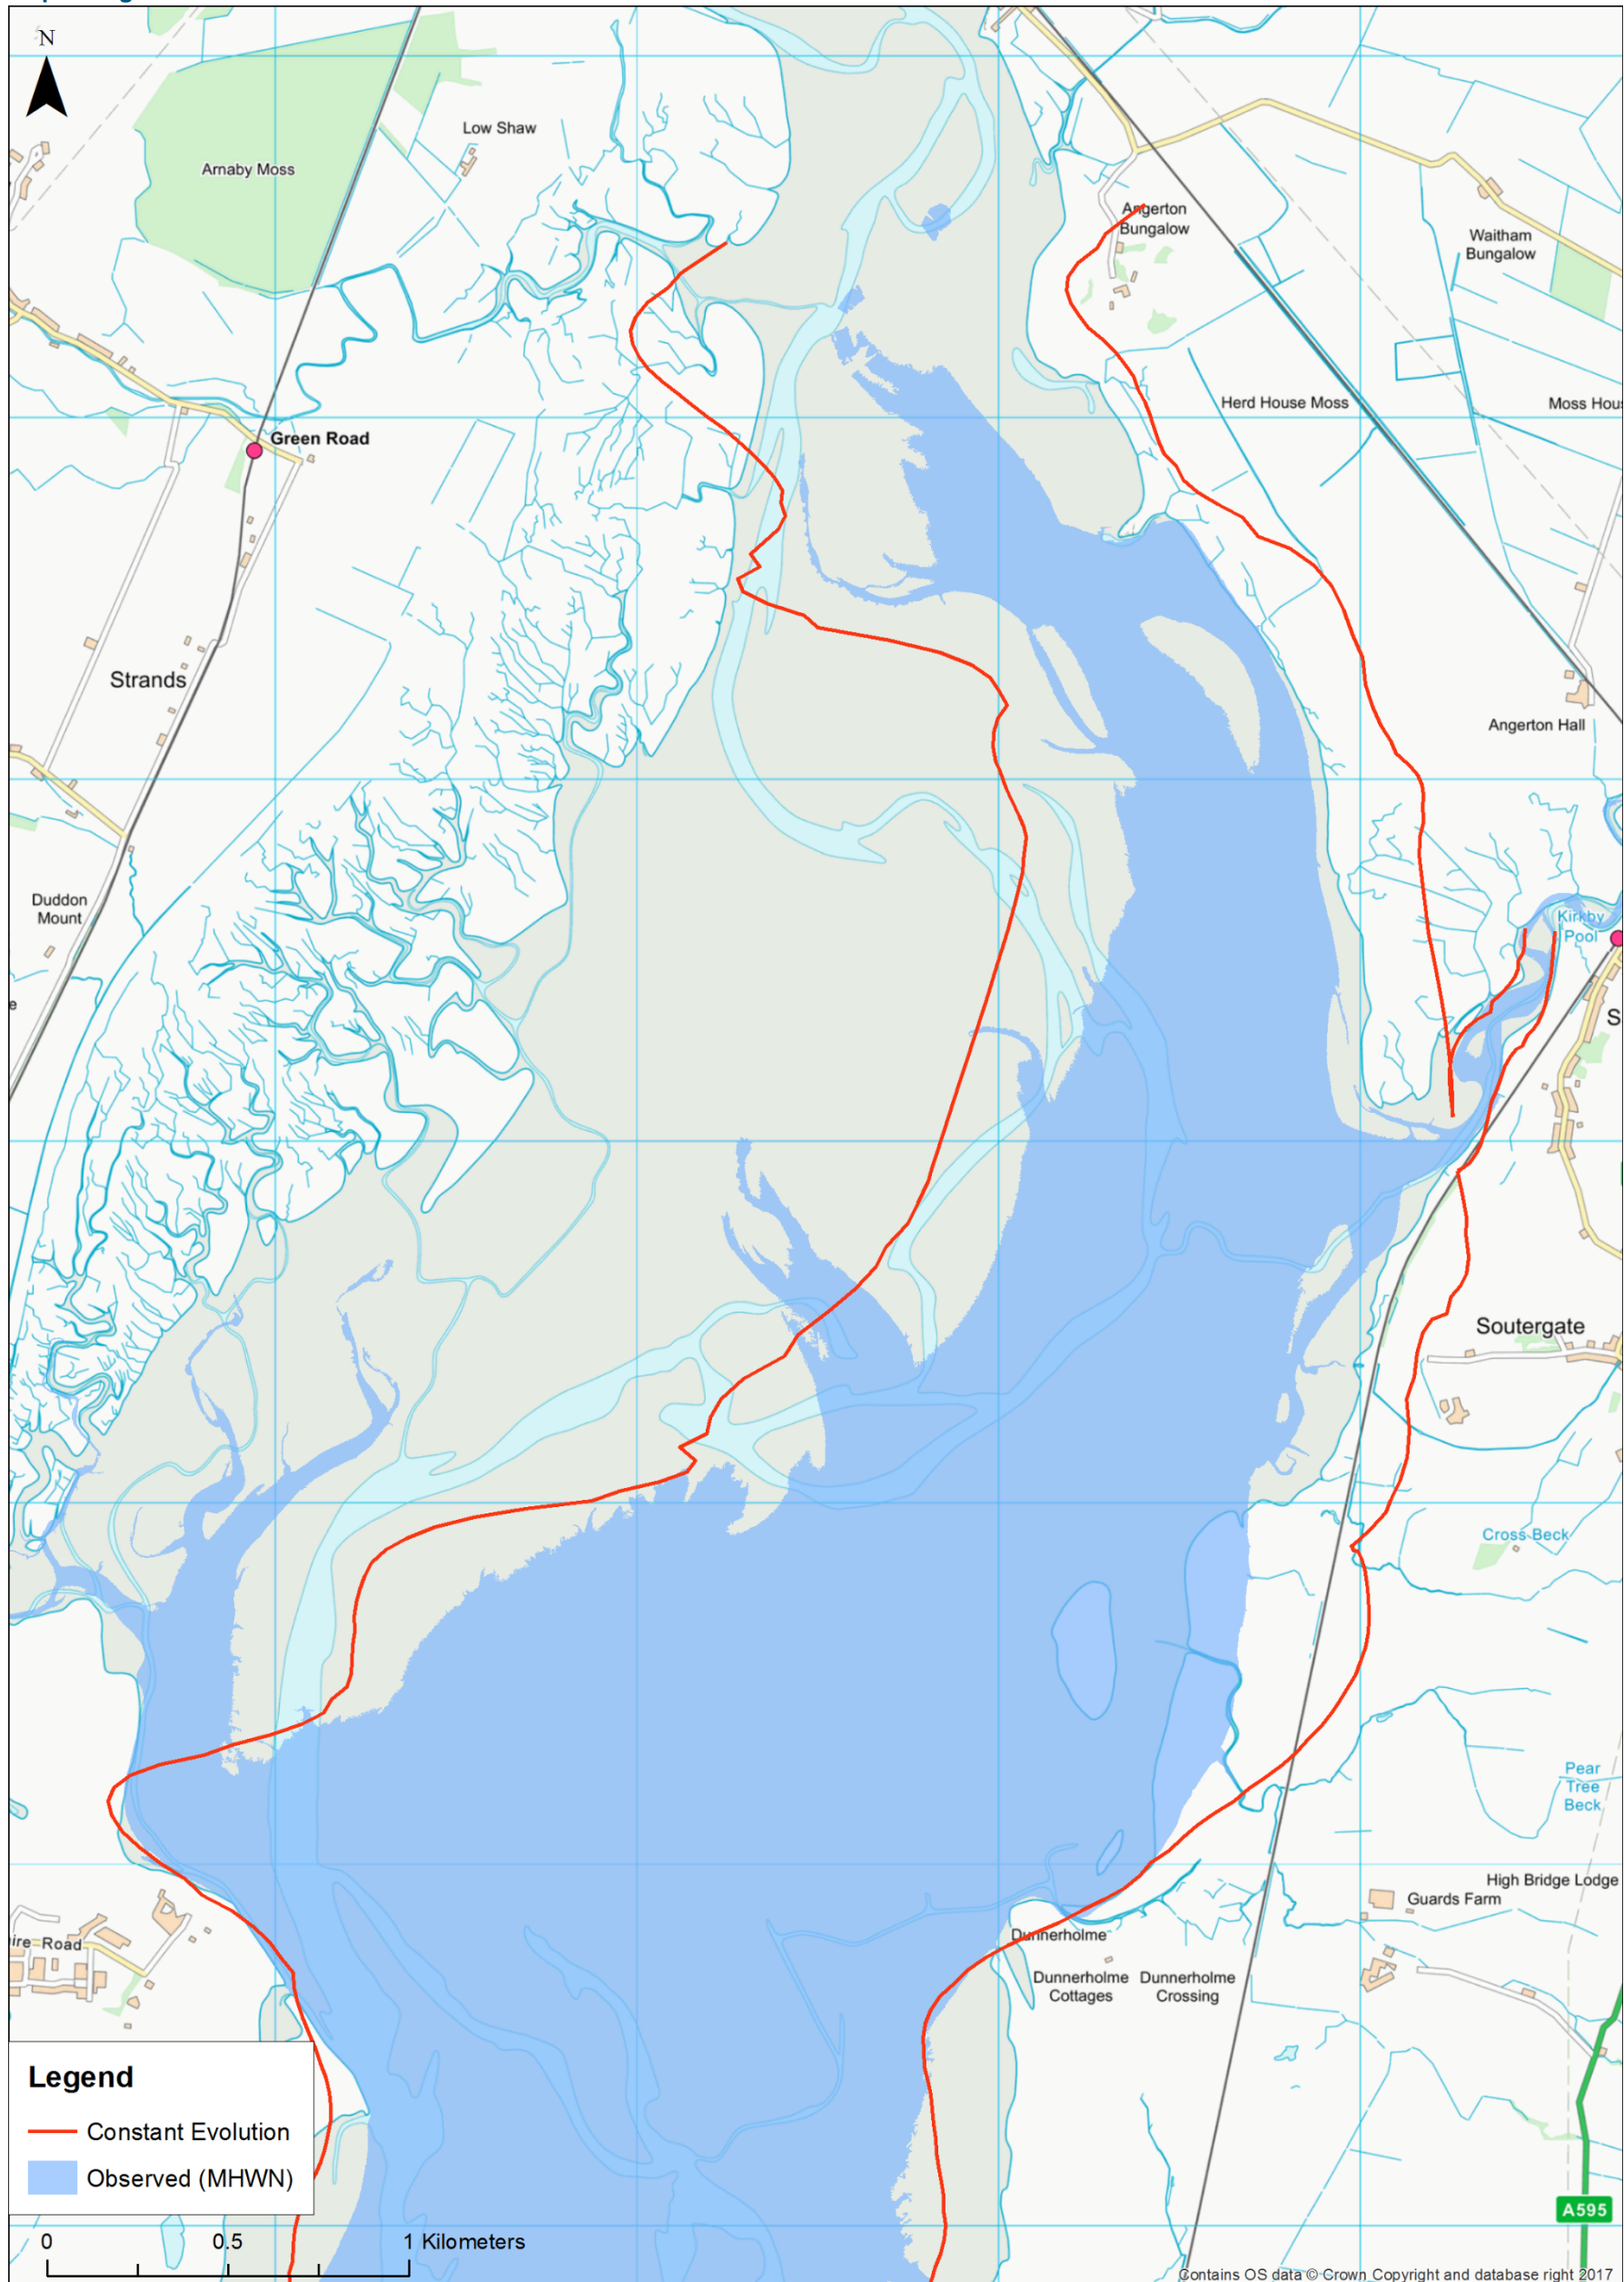 N
Low Shaw
Arnaby Moss
Angerton
Bungalow
Waitham
Bungalow
Herd House Moss
Moss Hou
Green Road
Strands
Angerton Hall
Duddon
Mount
Kirkby
Pool
e
S
Soutergate
Cross Beck
Pear
Tree
Beck
High Bridge Lodge
Guards Farm
Dunnerholme
ire Road
Dunnerholme
Cottages
Dunnerholme
Crossing
Legend
Constant Evolution
Observed (MHWN)
A595
0 0.5 1 Kilometers
Contains OS data © Crown Copyright and database right 2017